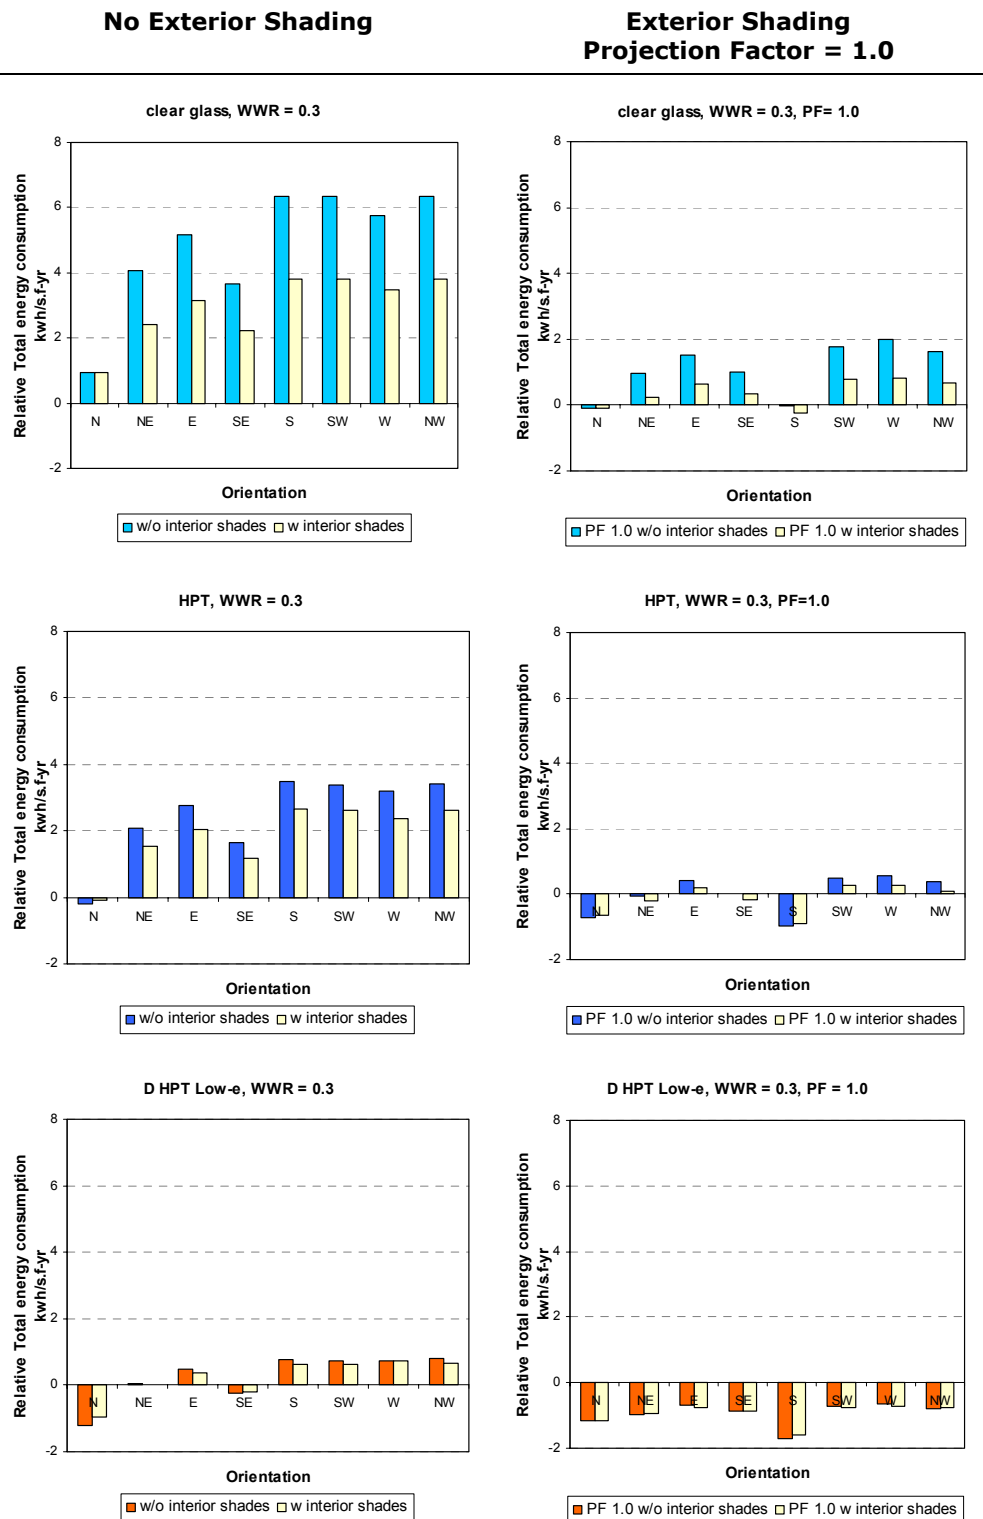 No Exterior Shading
Exterior Shading
Projection Factor = 1.0
clear glass, WWR = 0.3
Relative Total energy consumption
kwh/s.f-yr
8
6
4
2
0
-2
N NE E SE S SW W NW
Orientation
w/o interior shades w interior shades
clear glass, WWR = 0.3, PF= 1.0
Relative Total energy consumption
kwh/s.f-yr
8
6
4
2
0
-2
N NE E SE S SW W NW
Orientation
PF 1.0 w/o interior shades PF 1.0 w interior shades
HPT, WWR = 0.3
Relative Total energy consumption
kwh/s.f-yr
8
6
4
2
0
-2
N NE E SE S SW W NW
Orientation
w/o interior shades w interior shades
HPT, WWR = 0.3, PF=1.0
Relative Total energy consumption
kwh/s.f-yr
8
6
4
2
0
-2
N NE E SE S SW W NW
Orientation
PF 1.0 w/o interior shades PF 1.0 w interior shades
D HPT Low-e, WWR = 0.3
Relative Total energy consumption
kwh/s.f-yr
8
6
4
2
0
-2
N NE E SE S SW W NW
Orientation
w/o interior shades w interior shades
D HPT Low-e, WWR = 0.3, PF = 1.0
Relative Total energy consumption
kwh/s.f-yr
8
6
4
2
0
-2
N NE E SE S SW W NW
Orientation
PF 1.0 w/o interior shades PF 1.0 w interior shades